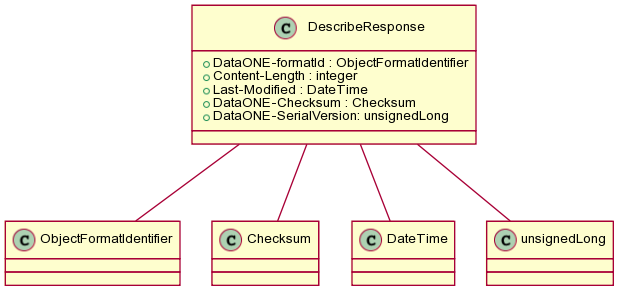 C DescribeResponse
DataONE-formatId : ObjectFormatIdentifier
Content-Length : integer
Last-Modified : DateTime
DataONE-Checksum : Checksum
DataONE-SerialVersion: unsignedLong
C ObjectFormatIdentifier
C Checksum
C DateTime
C unsignedLong